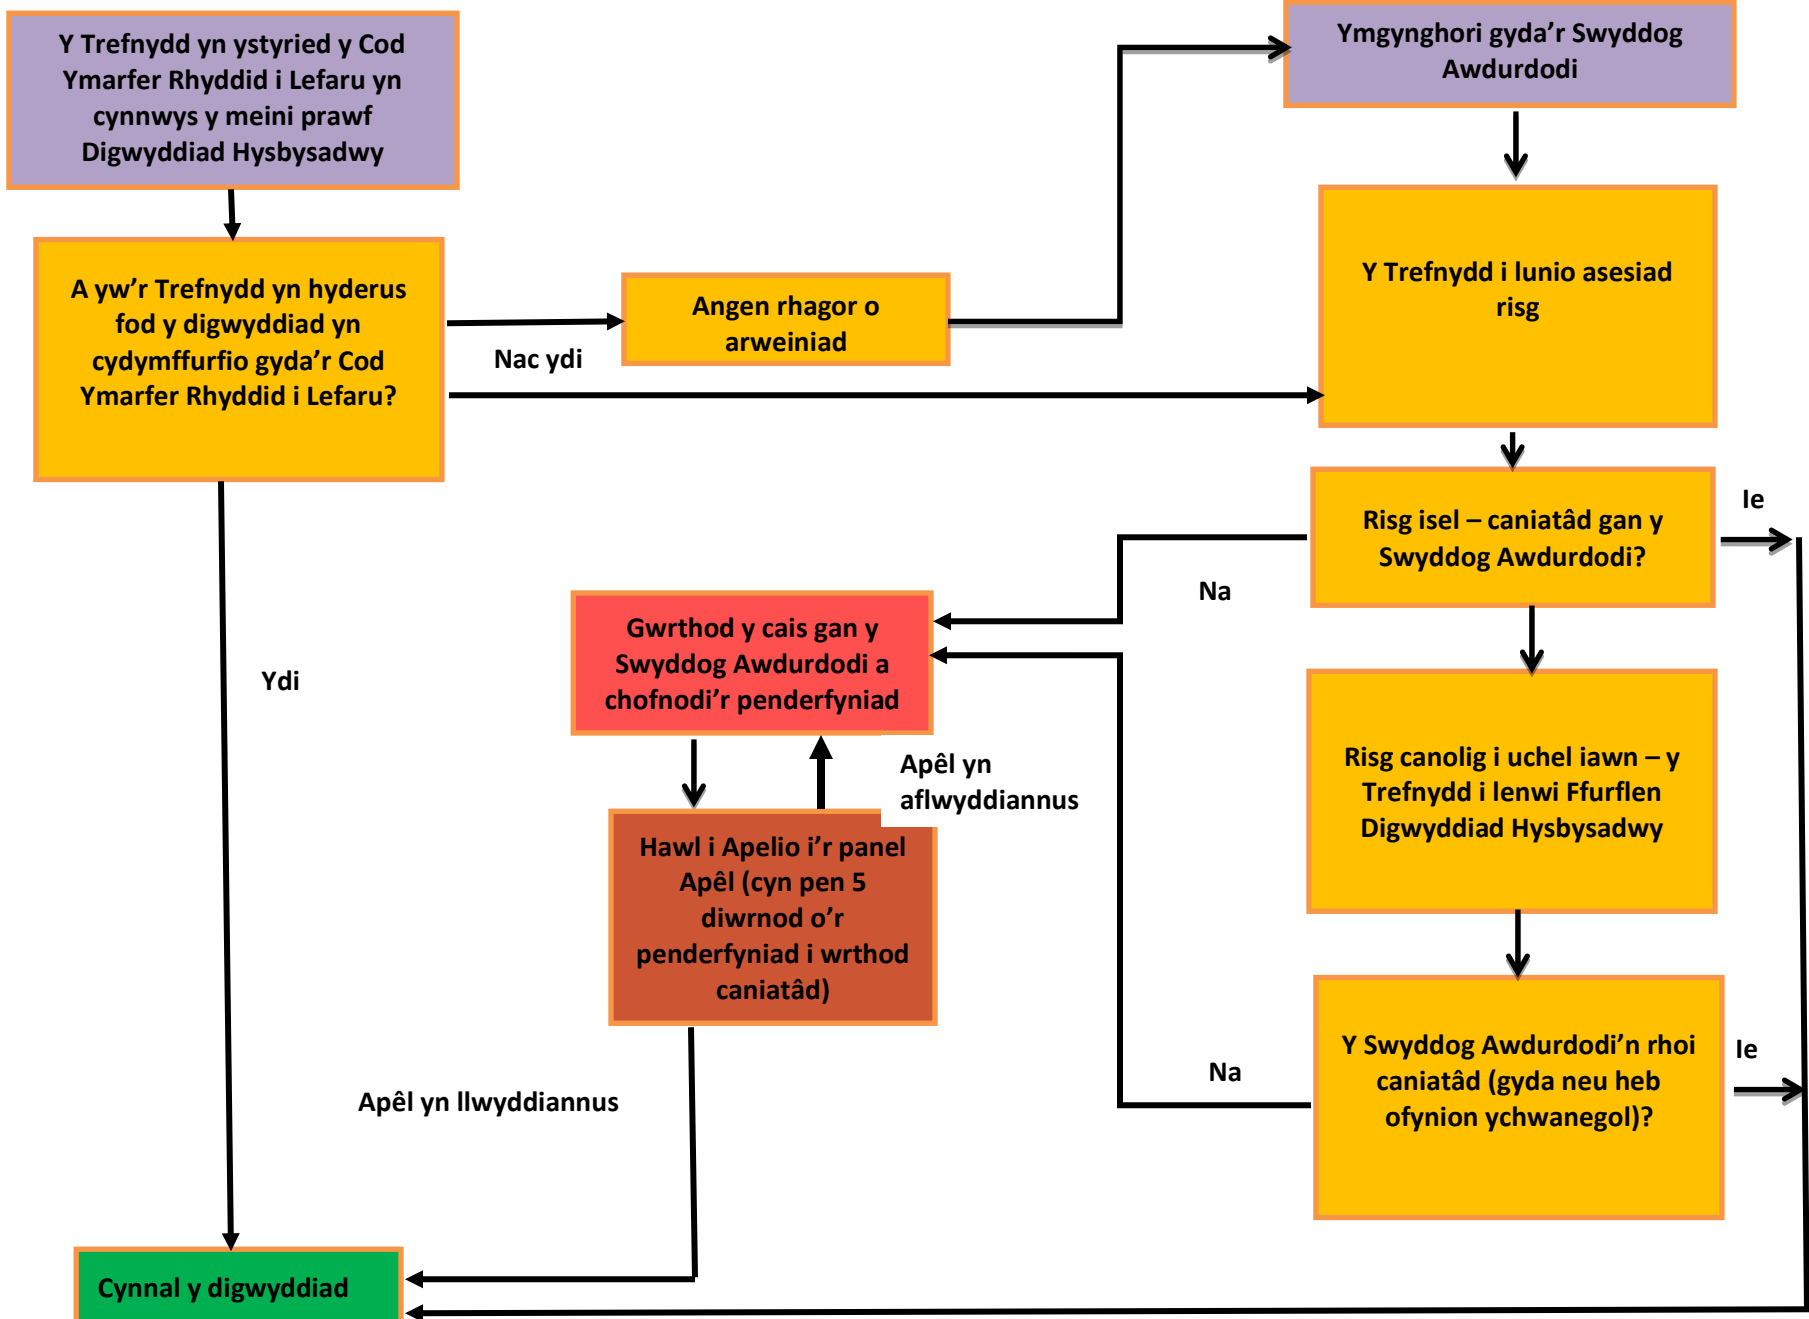 Y Trefnydd yn ystyried y Cod
Ymarfer Rhyddid i Lefaru yn
cynnwys y meini prawf
Digwyddiad Hysbysadwy
Ymgynghori gyda'r Swyddog
Awdurdodi
A yw'r Trefnydd yn hyderus
fod y digwyddiad yn
cydymffurfio gyda'r Cod
Ymarfer Rhyddid i Lefaru?
Nac ydi
Angen rhagor o
arweiniad
Y Trefnydd i lunio asesiad
risg
Risg isel – caniatâd gan y
Swyddog Awdurdodi?
Ie
Na
Gwrthod y cais gan y
Swyddog Awdurdodi a
chofnodi'r penderfyniad
Ydi
Apêl yn
aflwyddiannus
Risg canolig i uchel iawn – y
Trefnydd i lenwi Ffurflen
Digwyddiad Hysbysadwy
Hawl i Apelio i'r panel
Apêl (cyn pen 5
diwrnod o'r
penderfyniad i wrthod
caniatâd)
Y Swyddog Awdurdodi'n rhoi
caniatâd (gyda neu heb
ofynion ychwanegol)?
Ie
Na
Apêl yn llwyddiannus
Cynnal y digwyddiad